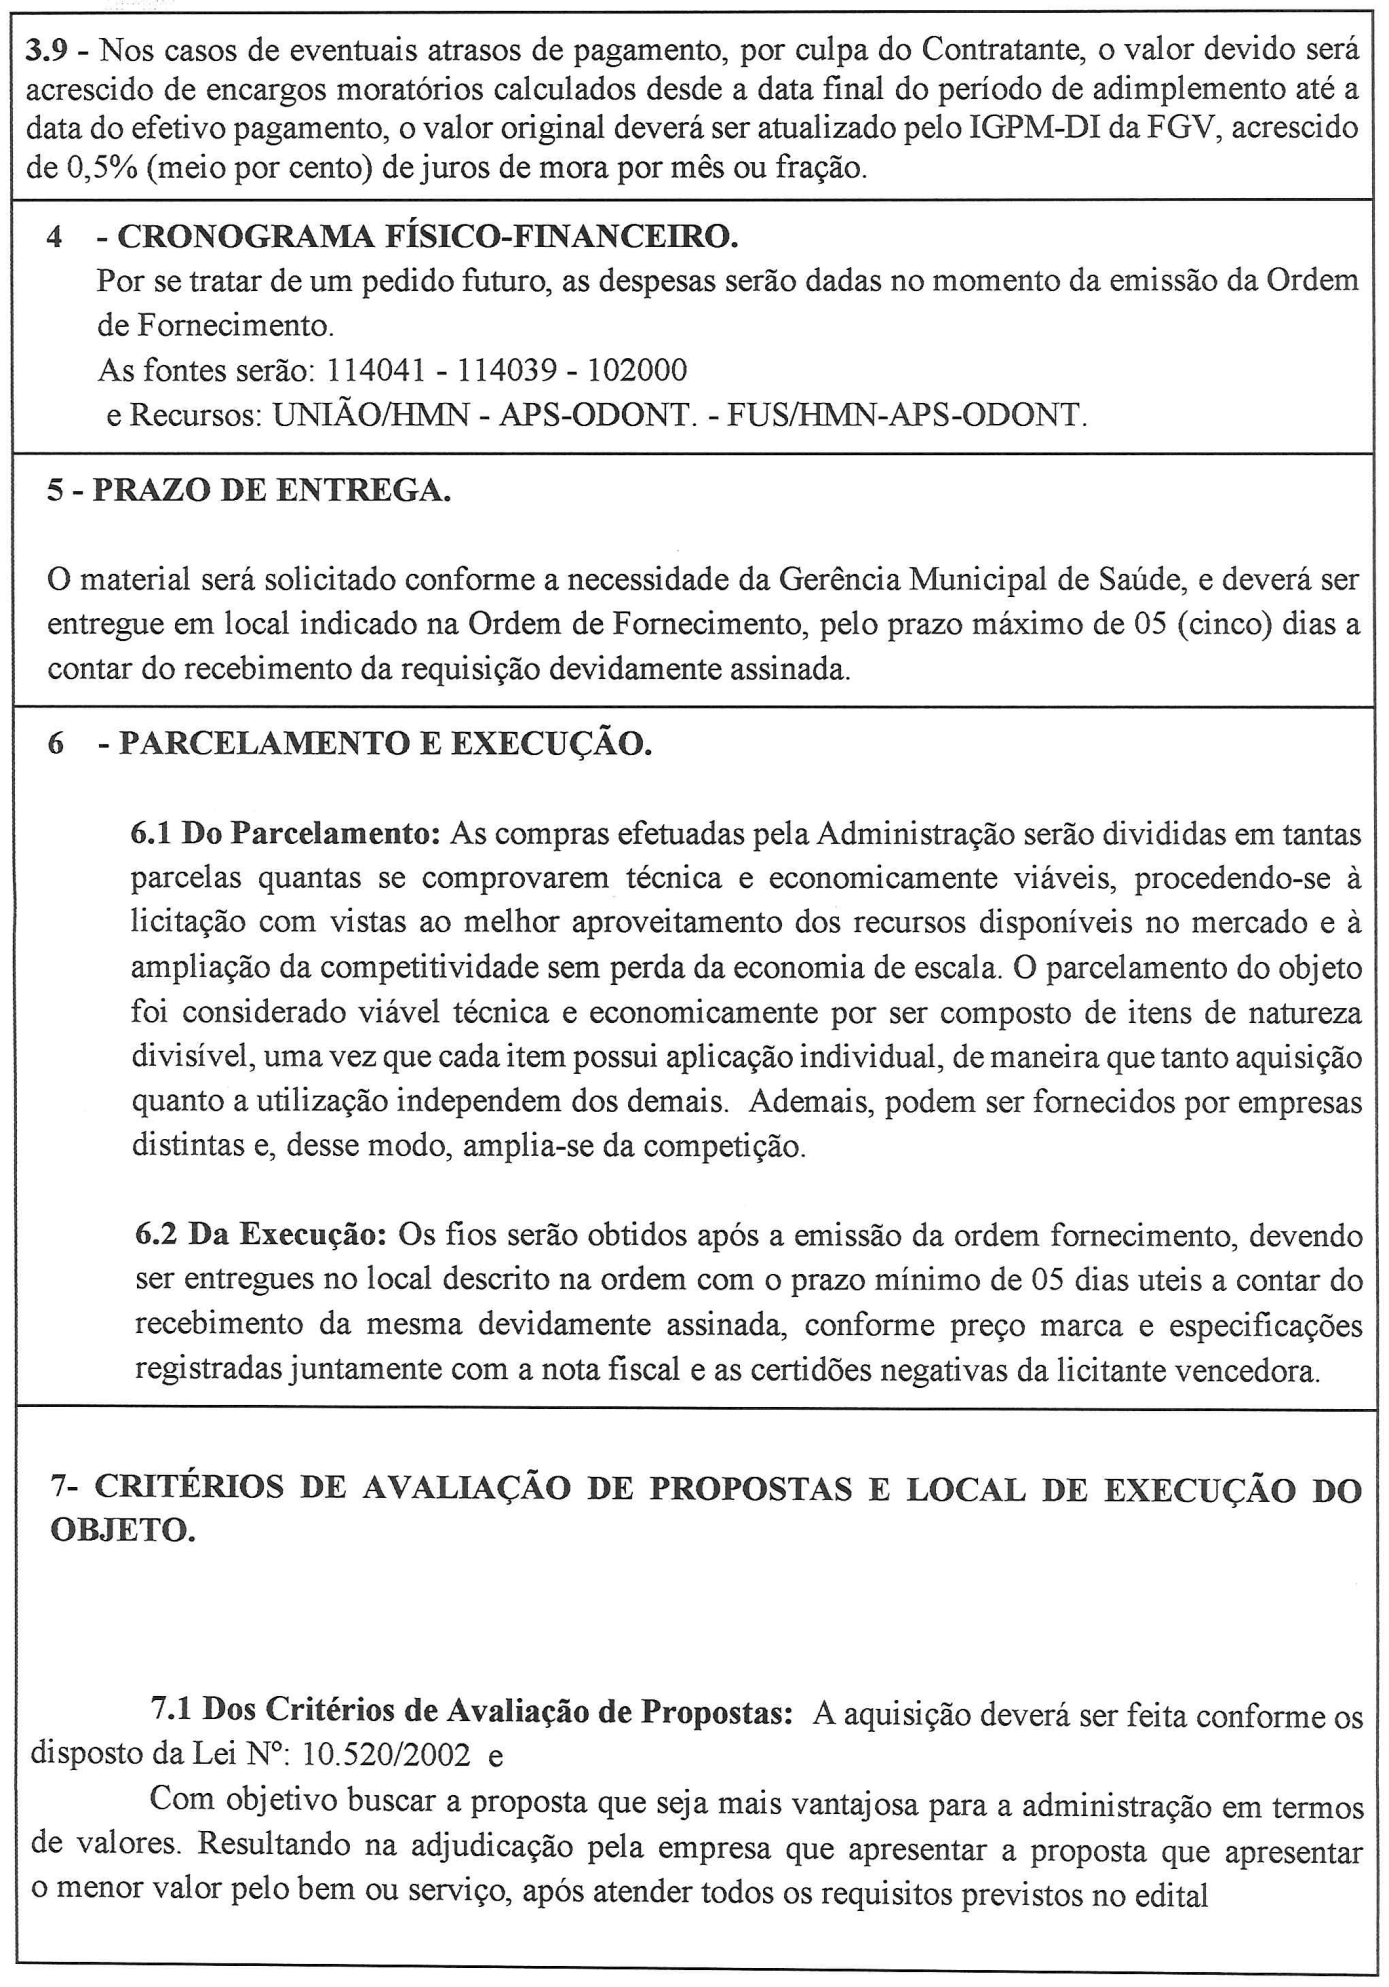 3.9 - Nos casos de eventuais atrasos de pagamento, por culpa do Contratante, o valor devido será
acrescido de encargos moratórios calculados desde a data final do período de adimplemento até a
data do efetivo pagamento, o valor original deverá ser atualizado pelo IGPM-DI da FGV, acrescido
de 0,5% (meio por cento) de juros de mora por mês ou fração.
4 - CRONOGRAMA FÍSICO-FINANCEIRO.
Por se tratar de um pedido futuro, as despesas serão dadas no momento da emissão da Ordem
de Fornecimento.
As fontes serão: 114041 - 114039 - 102000
e Recursos: UNIÃO/HMN - APS-ODONT. - FUS/HMN-APS-ODONT.
5 - PRAZO DE ENTREGA.
O material será solicitado conforme a necessidade da Gerência Municipal de Saúde, e deverá ser
entregue em local indicado na Ordem de Fornecimento, pelo prazo máximo de 05 (cinco) dias a
contar do recebimento da requisição devidamente assinada.
6 - PARCELAMENTO E EXECUÇÃO.
6.1 Do Parcelamento: As compras efetuadas pela Administração serão divididas em tantas
parcelas quantas se comprovarem técnica e economicamente viáveis, procedendo-se à
licitação com vistas ao melhor aproveitamento dos recursos disponíveis no mercado e à
ampliação da competitividade sem perda da economia de escala. O parcelamento do objeto
foi considerado viável técnica e economicamente por ser composto de itens de natureza
divisível, uma vez que cada item possui aplicação individual, de maneira que tanto aquisição
quanto a utilização independem dos demais. Ademais, podem ser fornecidos por empresas
distintas e, desse modo, amplia-se da competição.
6.2 Da Execução: Os fios serão obtidos após a emissão da ordem fornecimento, devendo
ser entregues no local descrito na ordem com o prazo mínimo de 05 dias uteis a contar do
recebimento da mesma devidamente assinada, conforme preço marca e especificações
registradas juntamente com a nota fiscal e as certidões negativas da licitante vencedora.
7- CRITÉRIOS DE AVALIAÇÃO DE PROPOSTAS E LOCAL DE EXECUÇÃO DO
OBJETO.
7.1 Dos Critérios de Avaliação de Propostas: A aquisição deverá ser feita conforme os
disposto da Lei Nº: 10.520/2002 e
Com objetivo buscar a proposta que seja mais vantajosa para a administração em termos
de valores. Resultando na adjudicação pela empresa que apresentar a proposta que apresentar
o menor valor pelo bem ou serviço, após atender todos os requisitos previstos no edital